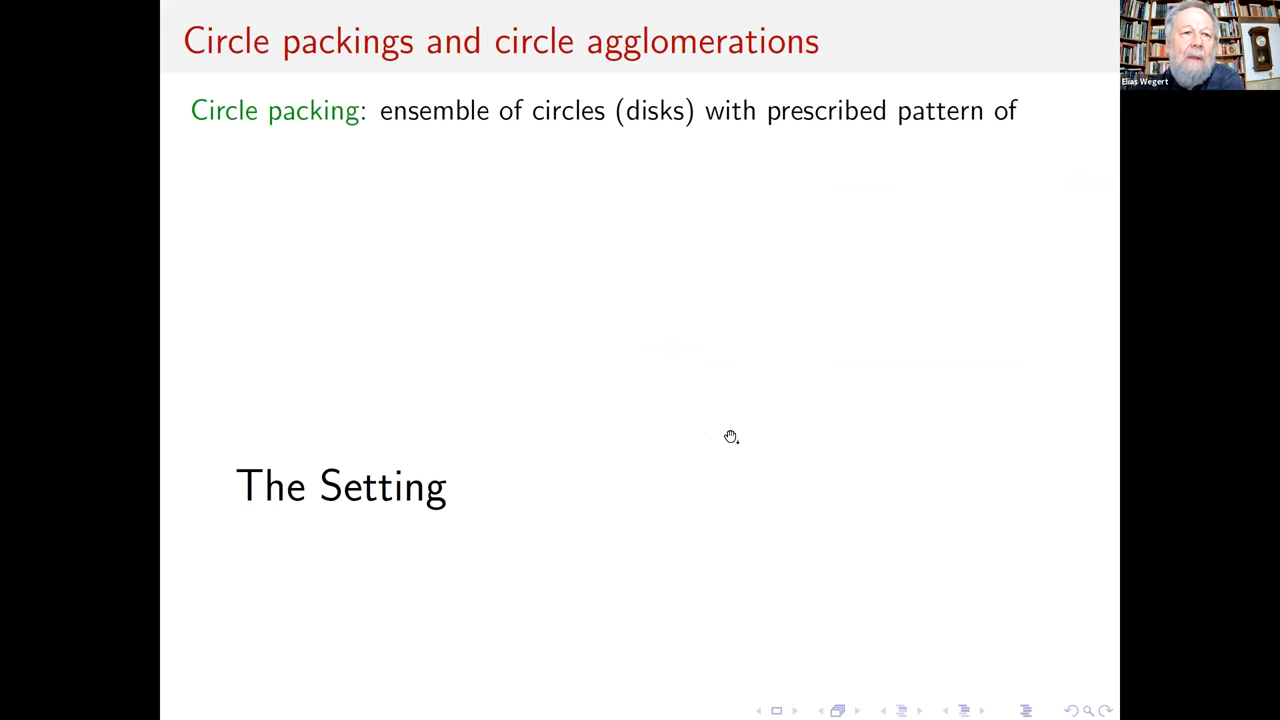 Circle packings and circle agglomerations
Elias Wegert
Circle packing: ensemble of circles (disks) with prescribed pattern of
The Setting